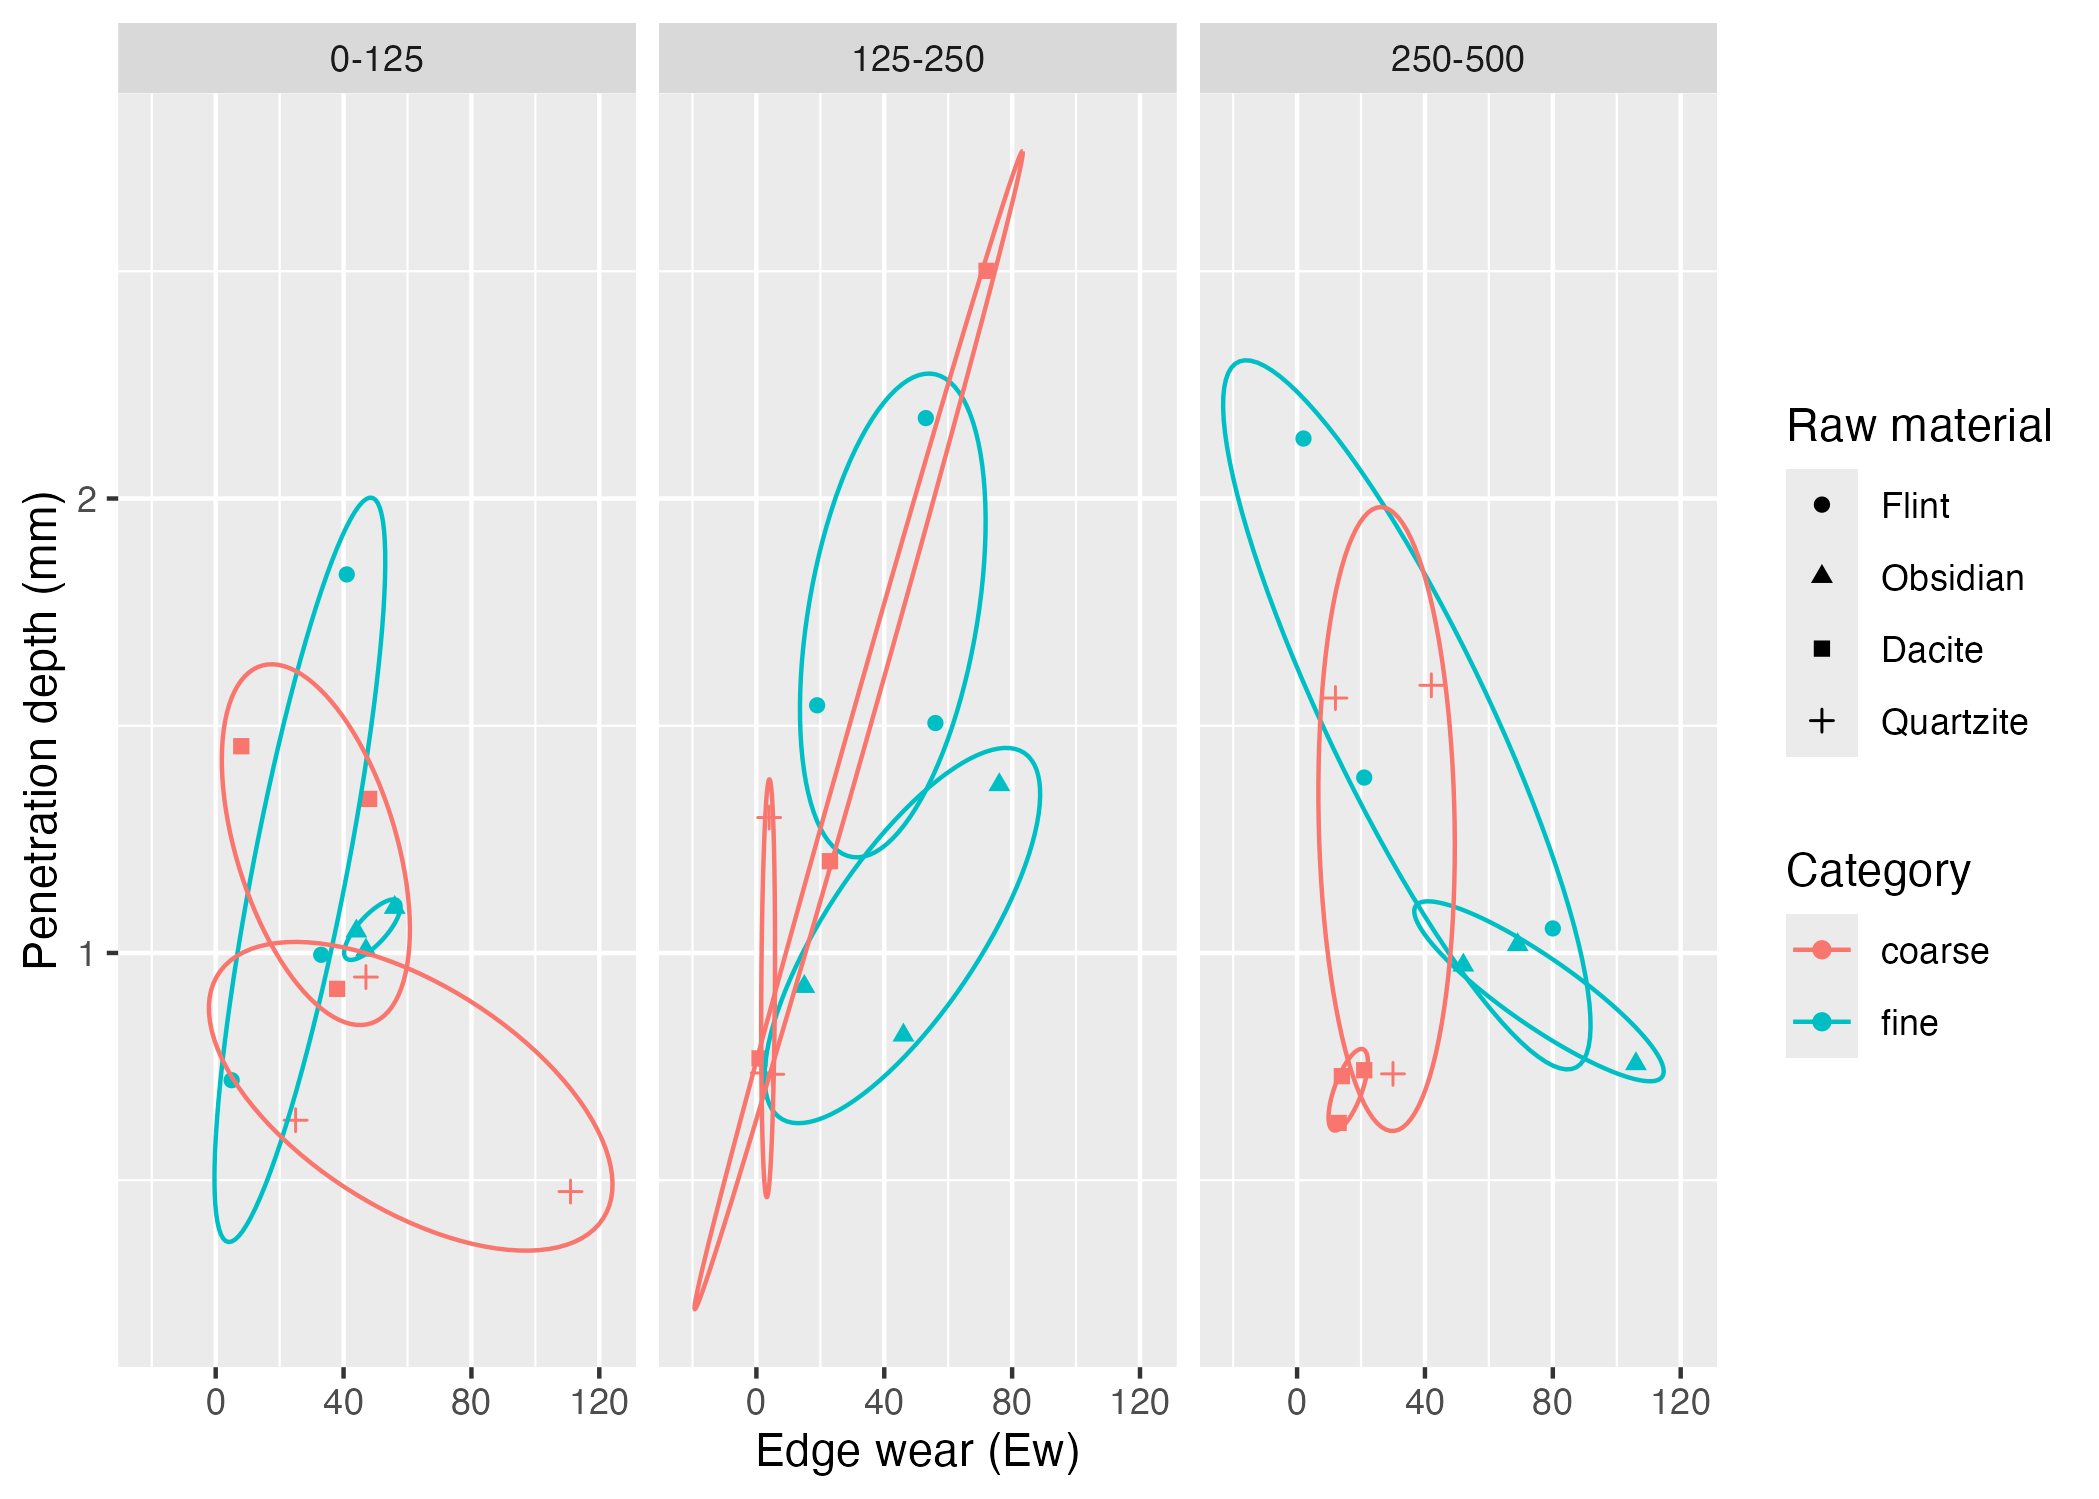 0-125 125-250 250-500
Penetration depth (mm)
2
1
0 40 80 120 0 40 80 120 0 40 80 120
Edge wear (Ew)
Raw material
Flint
Obsidian
Dacite
Quartzite
Category
coarse
fine